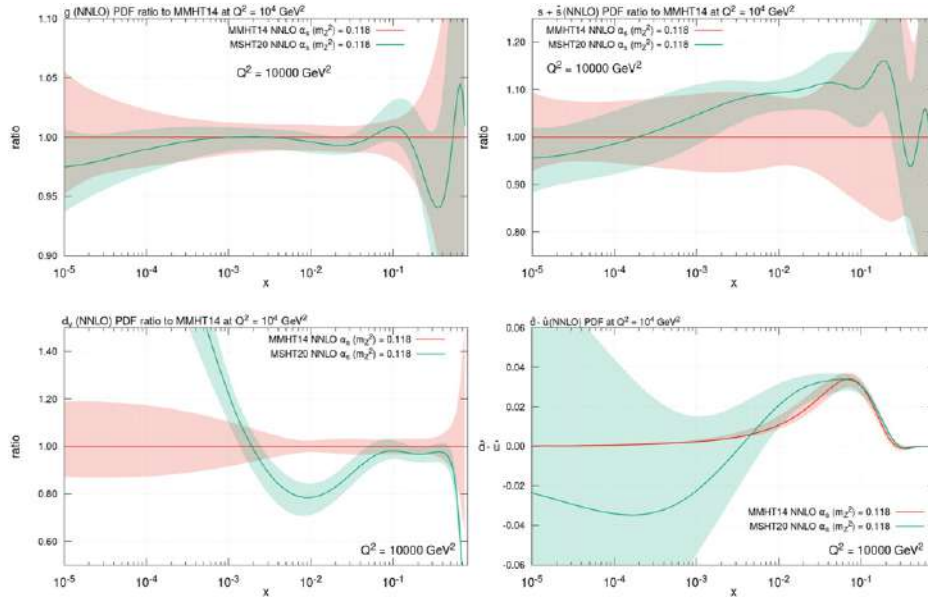 g (NNLO) PDF ratio to MMHT14 at Q² = 10⁴ GeV²
MMHT14 NNLO αₛ (m_Z²) = 0.118
MSHT20 NNLO αₛ (m_Z²) = 0.118
Q² = 10000 GeV²
ratio
1.10
1.05
1.00
0.95
0.90
10⁻⁵ 10⁻⁴ 10⁻³ 10⁻² 10⁻¹
x
s + s̄ (NNLO) PDF ratio to MMHT14 at Q² = 10⁴ GeV²
MMHT14 NNLO αₛ (m_Z²) = 0.118
MSHT20 NNLO αₛ (m_Z²) = 0.118
Q² = 10000 GeV²
ratio
1.20
1.10
1.00
0.90
0.80
10⁻⁵ 10⁻⁴ 10⁻³ 10⁻² 10⁻¹
x
d_v (NNLO) PDF ratio to MMHT14 at Q² = 10⁴ GeV²
MMHT14 NNLO αₛ (m_Z²) = 0.118
MSHT20 NNLO αₛ (m_Z²) = 0.118
ratio
1.40
1.20
1.00
0.80
0.60
Q² = 10000 GeV²
10⁻⁵ 10⁻⁴ 10⁻³ 10⁻² 10⁻¹
x
d̄ - ū (NNLO) PDF at Q² = 10⁴ GeV²
0.06
0.04
0.02
0.00
-0.02
-0.04
-0.06
d̄ - ū
MMHT14 NNLO αₛ (m_Z²) = 0.118
MSHT20 NNLO αₛ (m_Z²) = 0.118
Q² = 10000 GeV²
10⁻⁵ 10⁻⁴ 10⁻³ 10⁻² 10⁻¹
x